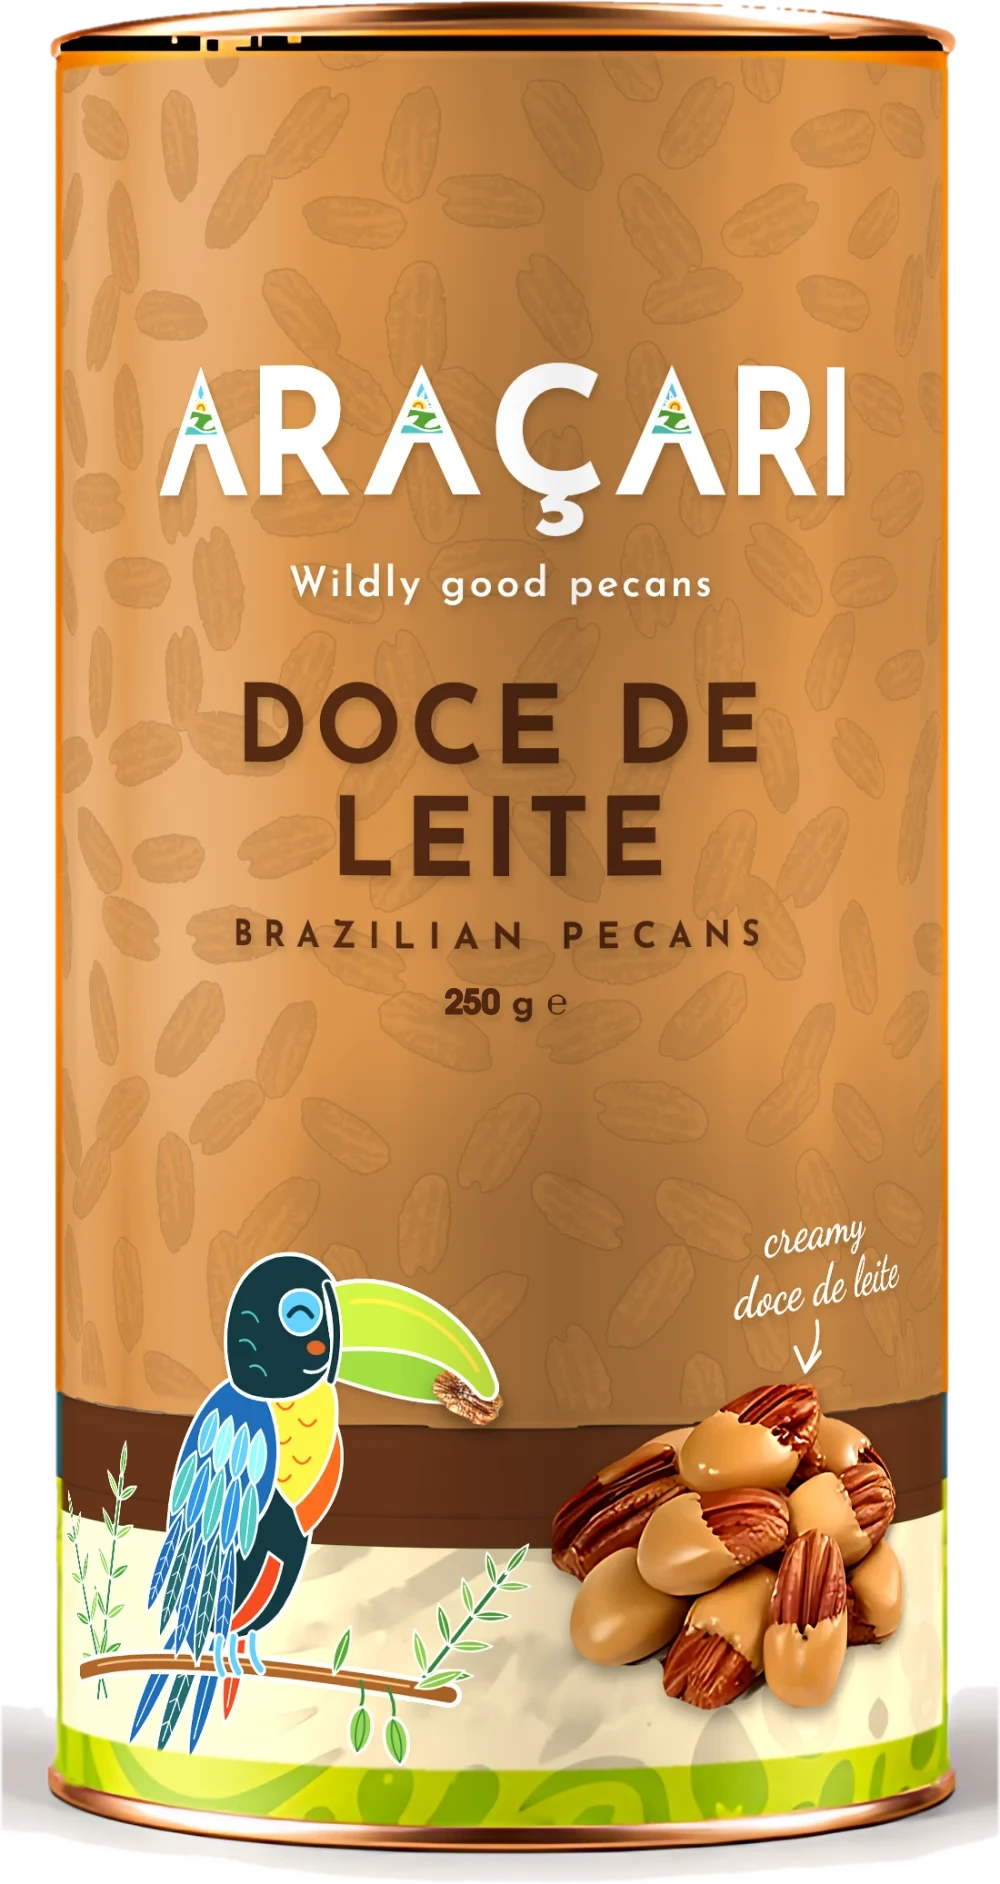 ARAÇARI
Wildly good pecans
DOCE DE
LEITE
BRAZILIAN PECANS
250 g ℮
creamy
doce de leite